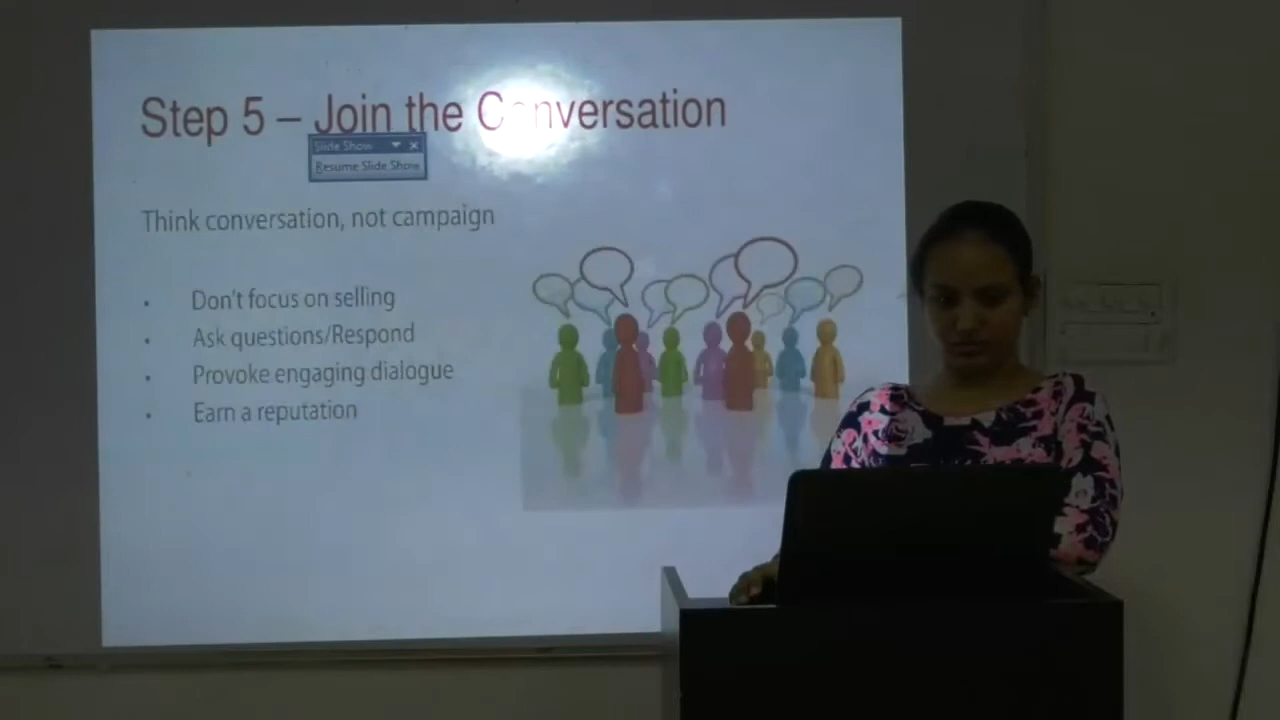 Step 5 – Join the Conversation
Slide Show
Resume Slide Show
Think conversation, not campaign
• Don't focus on selling
• Ask questions/Respond
• Provoke engaging dialogue
• Earn a reputation